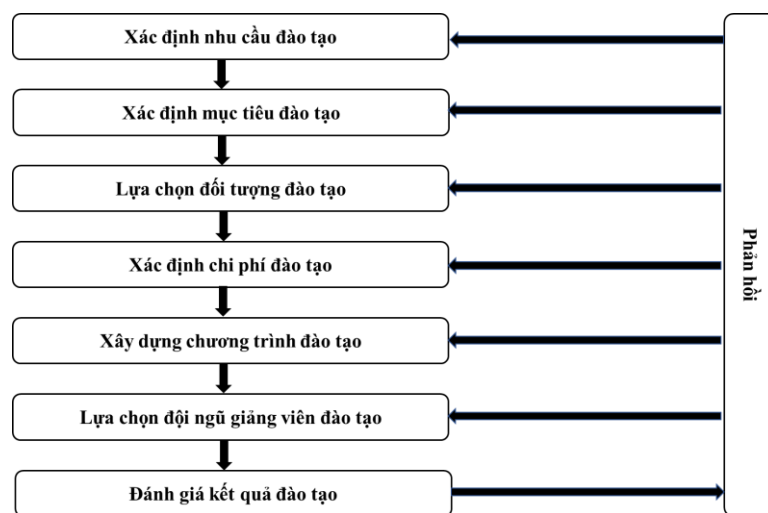 Xác định nhu cầu đào tạo
Xác định mục tiêu đào tạo
Lựa chọn đối tượng đào tạo
Xác định chi phí đào tạo
Xây dựng chương trình đào tạo
Lựa chọn đội ngũ giảng viên đào tạo
Đánh giá kết quả đào tạo
Phản hồi